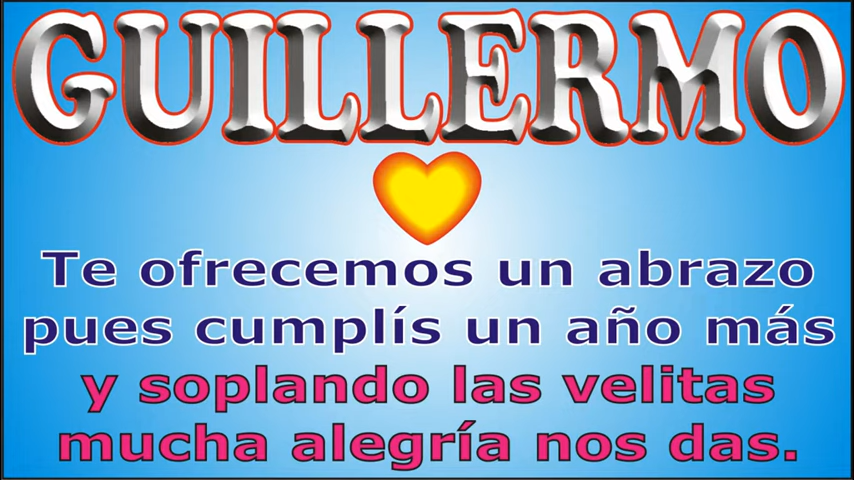 GUILLERMO
Te ofrecemos un abrazo
pues cumplís un año más
y soplando las velitas
mucha alegría nos das.